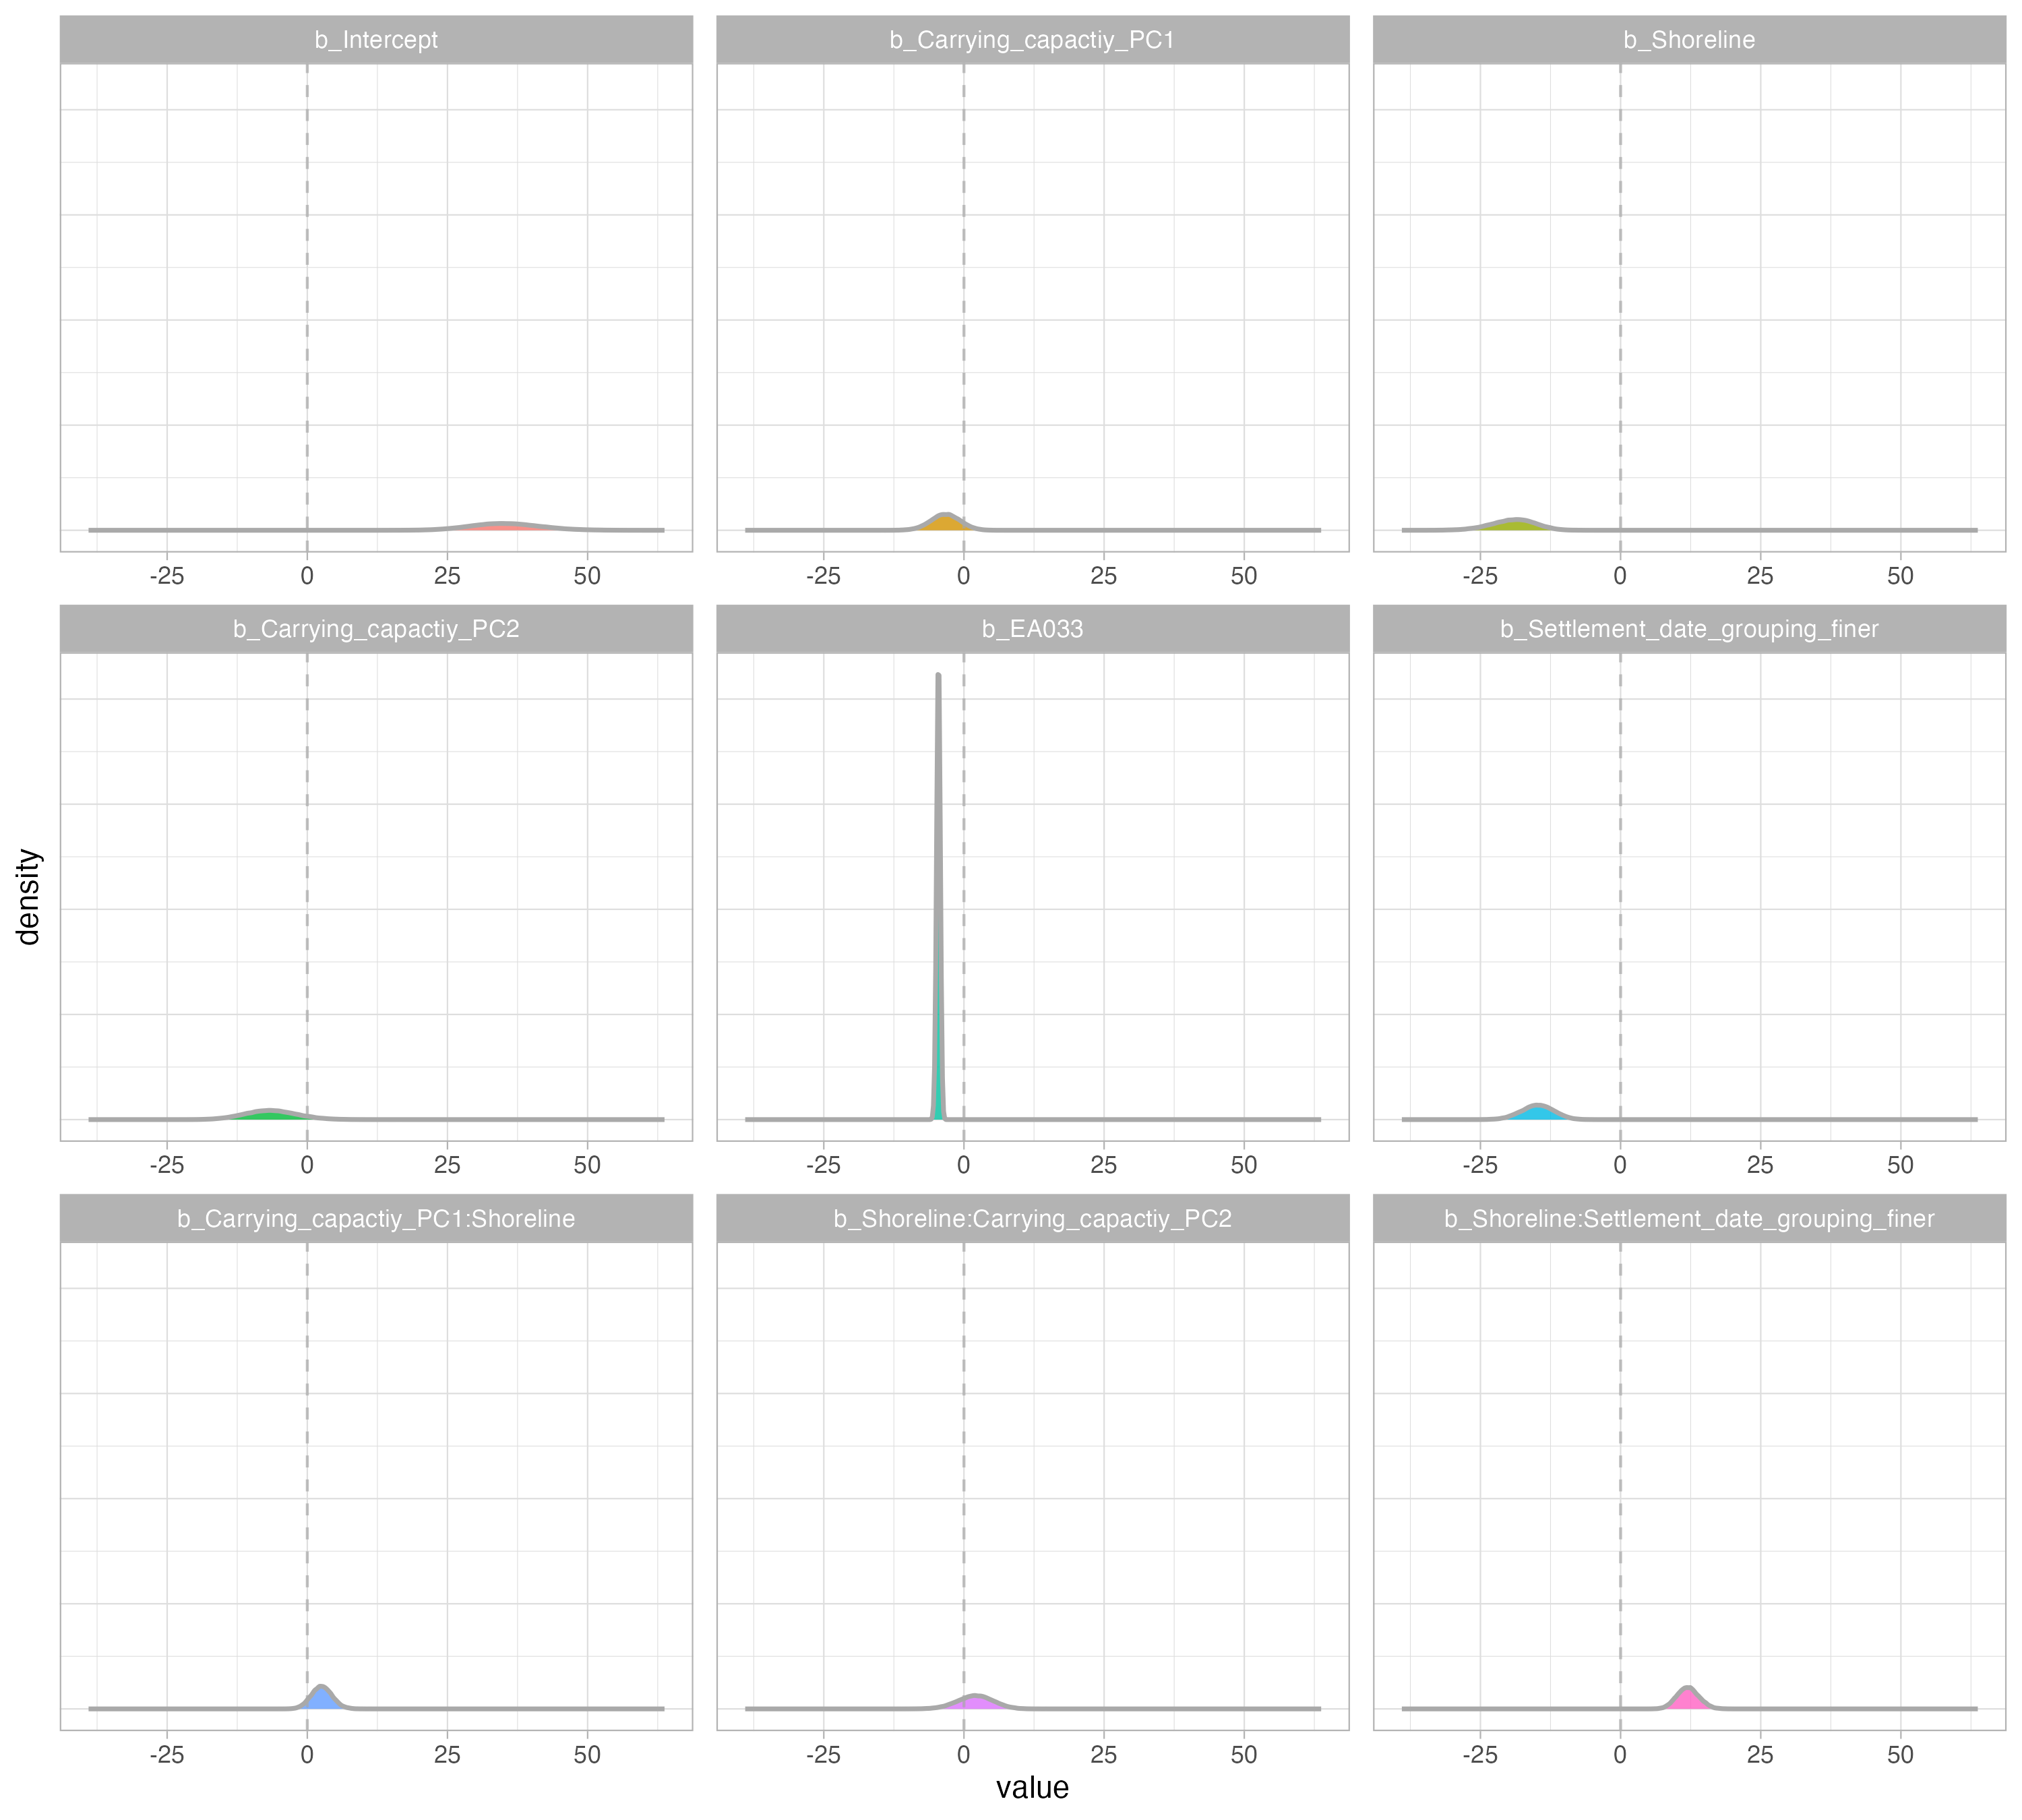 b_Intercept b_Carrying_capactiy_PC1 b_Shoreline
-25 0 25 50 -25 0 25 50 -25 0 25 50
b_Carrying_capactiy_PC2 b_EA033 b_Settlement_date_grouping_finer
density
-25 0 25 50 -25 0 25 50 -25 0 25 50
b_Carrying_capactiy_PC1:Shoreline b_Shoreline:Carrying_capactiy_PC2 b_Shoreline:Settlement_date_grouping_finer
-25 0 25 50 -25 0 25 50 -25 0 25 50
value